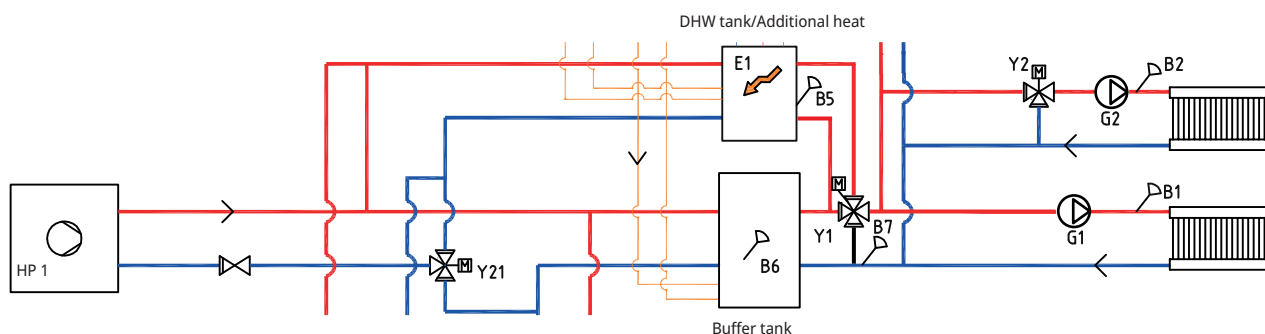 DHW tank/Additional heat
E1
B5
Y2
M
B2
G2
M
Y1
B7
G1
B1
HP 1
M
Y21
B6
Buffer tank